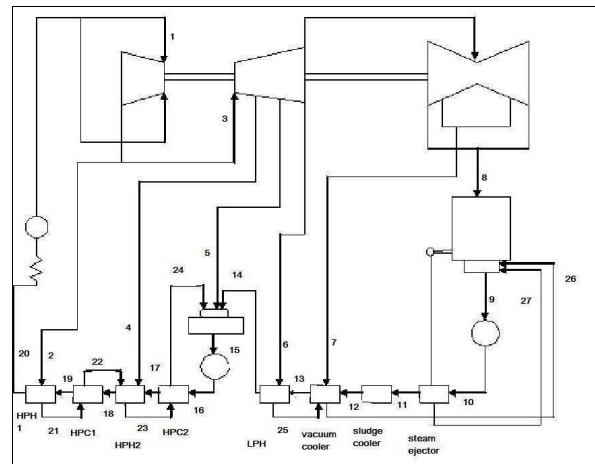 1
3
8
5
24
14
26
27
9
20
2
4
6
7
22
17
15
19
13
18
16
12
11
10
HPH
1
21
HPC1
HPH2
23
HPC2
LPH
25
vacuum
cooler
sludge
cooler
steam
ejector